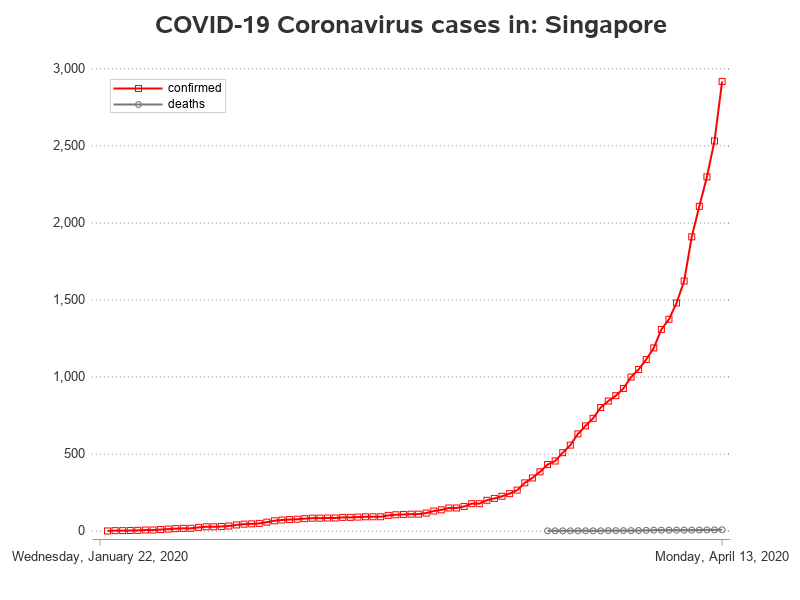 COVID-19 Coronavirus cases in: Singapore
3,000
confirmed
deaths
2,500
2,000
1,500
1,000
500
0
Wednesday, January 22, 2020
Monday, April 13, 2020